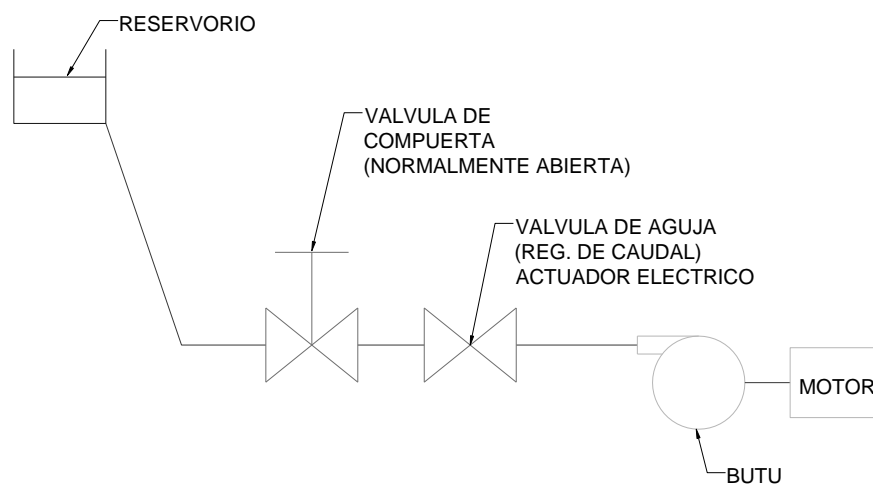 RESERVORIO
VALVULA DE
COMPUERTA
(NORMALMENTE ABIERTA)
VALVULA DE AGUJA
(REG. DE CAUDAL)
ACTUADOR ELECTRICO
MOTOR
BUTU